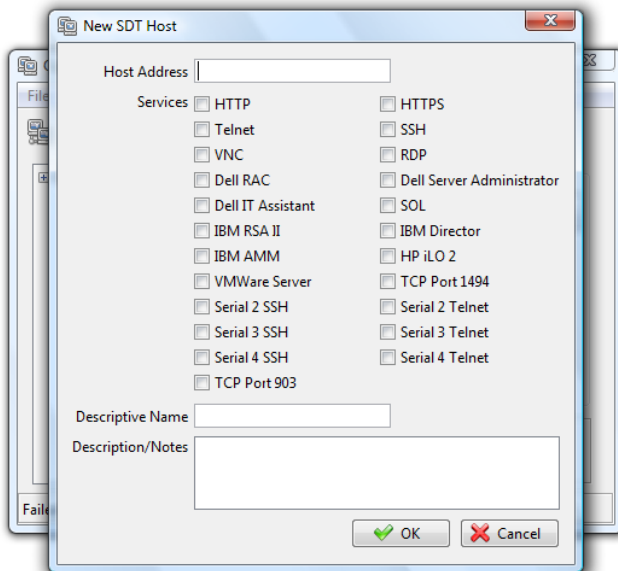 New SDT Host
File
Host Address
Services HTTP HTTPS
Telnet SSH
VNC RDP
Dell RAC Dell Server Administrator
Dell IT Assistant SOL
IBM RSA II IBM Director
IBM AMM HP iLO 2
VMWare Server TCP Port 1494
Serial 2 SSH Serial 2 Telnet
Serial 3 SSH Serial 3 Telnet
Serial 4 SSH Serial 4 Telnet
TCP Port 903
Descriptive Name
Description/Notes
OK Cancel